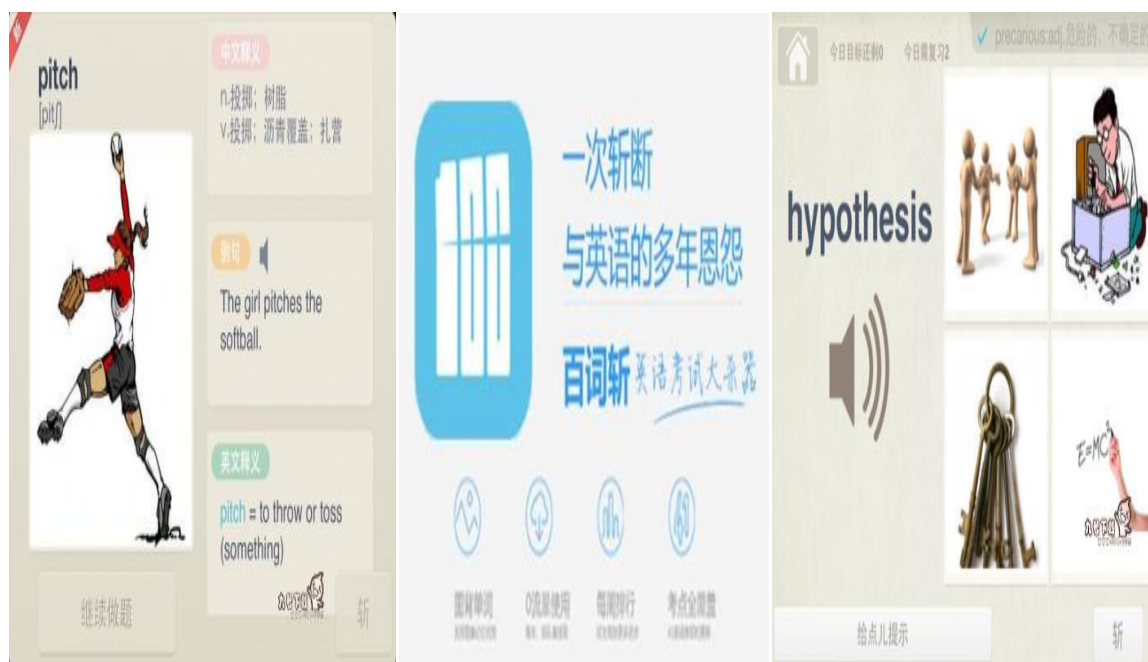 新
pitch
[pitʃ]
中文释义
n.投掷；树脂
v.投掷；沥青覆盖；扎营
例句
The girl pitches the
softball.
英文释义
pitch = to throw or toss
(something)
继续做题
斩
100
一次斩断
与英语的多年恩怨
百词斩 英语考试大杀器
图背单词
0流量使用
每周排行
考点全覆盖
今日目标还剩0
今日需复习2
precarious:adj.危险的，不确定的
hypothesis
E=MC²
给点儿提示
斩